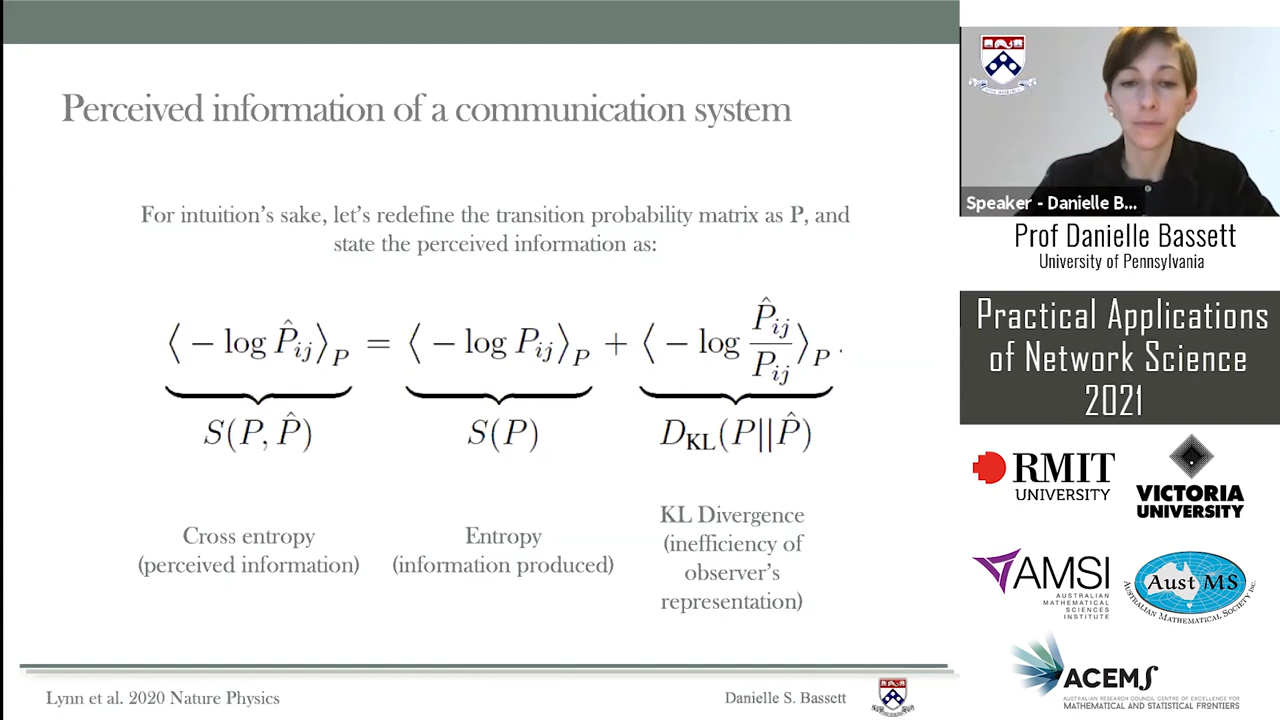 Perceived information of a communication system
For intuition's sake, let's redefine the transition probability matrix as P, and
state the perceived information as:
⟨ − log P̂ij ⟩P = ⟨ − log Pij ⟩P + ⟨ − log P̂ij / Pij ⟩P .
S(P, P̂)
S(P)
DKL(P||P̂)
Cross entropy
(perceived information)
Entropy
(information produced)
KL Divergence
(inefficiency of
observer's
representation)
Lynn et al. 2020 Nature Physics
Danielle S. Bassett
Speaker - Danielle B...
Prof Danielle Bassett
University of Pennsylvania
Practical Applications
of Network Science
2021
RMIT
UNIVERSITY
VICTORIA
UNIVERSITY
AMSI
AUSTRALIAN
MATHEMATICAL
SCIENCES
INSTITUTE
Aust MS
AUSTRALIAN MATHEMATICAL SOCIETY Inc.
ACEMS
AUSTRALIAN RESEARCH COUNCIL CENTRE OF EXCELLENCE FOR
MATHEMATICAL AND STATISTICAL FRONTIERS